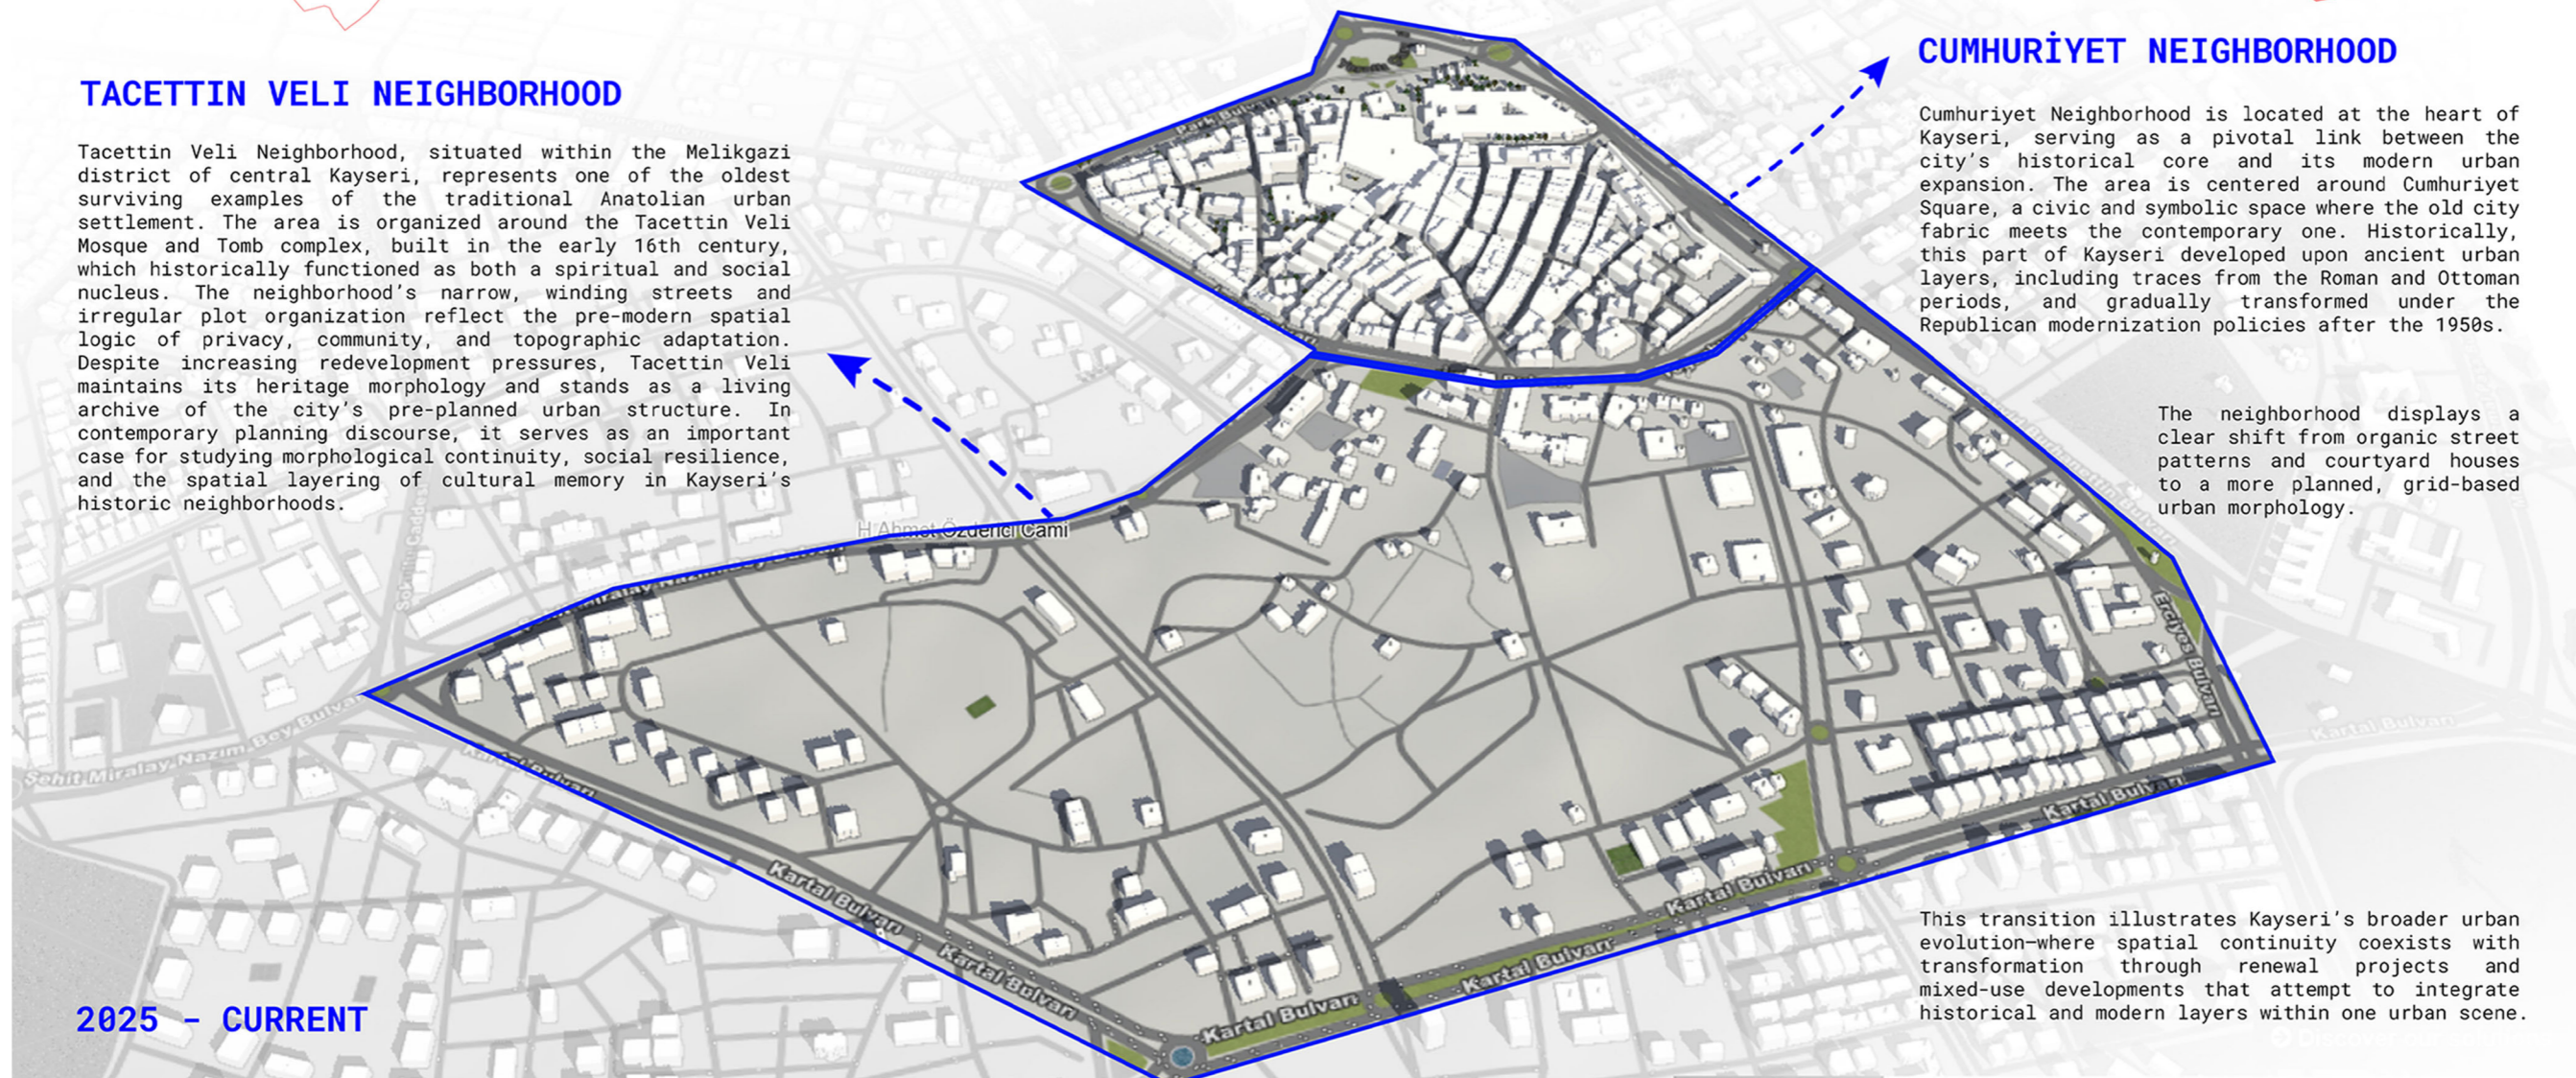 TACETTIN VELI NEIGHBORHOOD
Tacettin Veli Neighborhood, situated within the Melikgazi
district of central Kayseri, represents one of the oldest
surviving examples of the traditional Anatolian urban
settlement. The area is organized around the Tacettin Veli
Mosque and Tomb complex, built in the early 16th century,
which historically functioned as both a spiritual and social
nucleus. The neighborhood's narrow, winding streets and
irregular plot organization reflect the pre-modern spatial
logic of privacy, community, and topographic adaptation.
Despite increasing redevelopment pressures, Tacettin Veli
maintains its heritage morphology and stands as a living
archive of the city's pre-planned urban structure. In
contemporary planning discourse, it serves as an important
case for studying morphological continuity, social resilience,
and the spatial layering of cultural memory in Kayseri's
historic neighborhoods.
CUMHURİYET NEIGHBORHOOD
Cumhuriyet Neighborhood is located at the heart of
Kayseri, serving as a pivotal link between the
city's historical core and its modern urban
expansion. The area is centered around Cumhuriyet
Square, a civic and symbolic space where the old city
fabric meets the contemporary one. Historically,
this part of Kayseri developed upon ancient urban
layers, including traces from the Roman and Ottoman
periods, and gradually transformed under the
Republican modernization policies after the 1950s.
The neighborhood displays a
clear shift from organic street
patterns and courtyard houses
to a more planned, grid-based
urban morphology.
This transition illustrates Kayseri's broader urban
evolution—where spatial continuity coexists with
transformation through renewal projects and
mixed-use developments that attempt to integrate
historical and modern layers within one urban scene.
H Ahmet Özderici Cami
Şehit Miralay Nazım Bey Bulvarı
Erciyes Bulvarı
Kartal Bulvarı
Kartal Bulvarı
Kartal Bulvarı
Kartal Bulvarı
Kartal Bulvarı
Kartal Bulvarı
Kartal Bulvarı
Kartal Bulvarı
Kartal Bulvarı
2025 - CURRENT